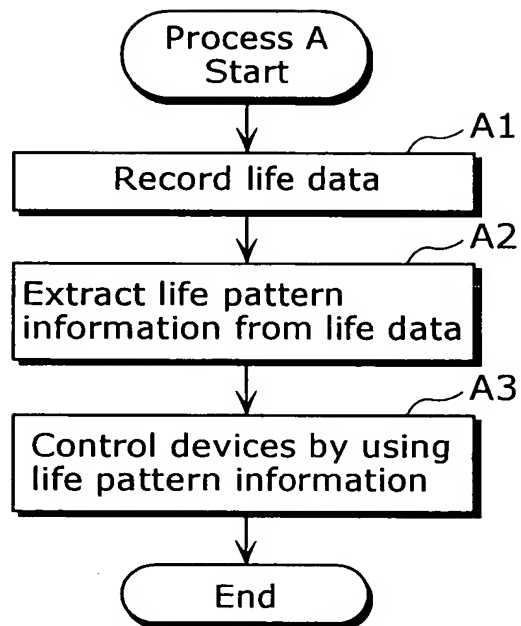 Process A
Start
A1
Record life data
A2
Extract life pattern
information from life data
A3
Control devices by using
life pattern information
End